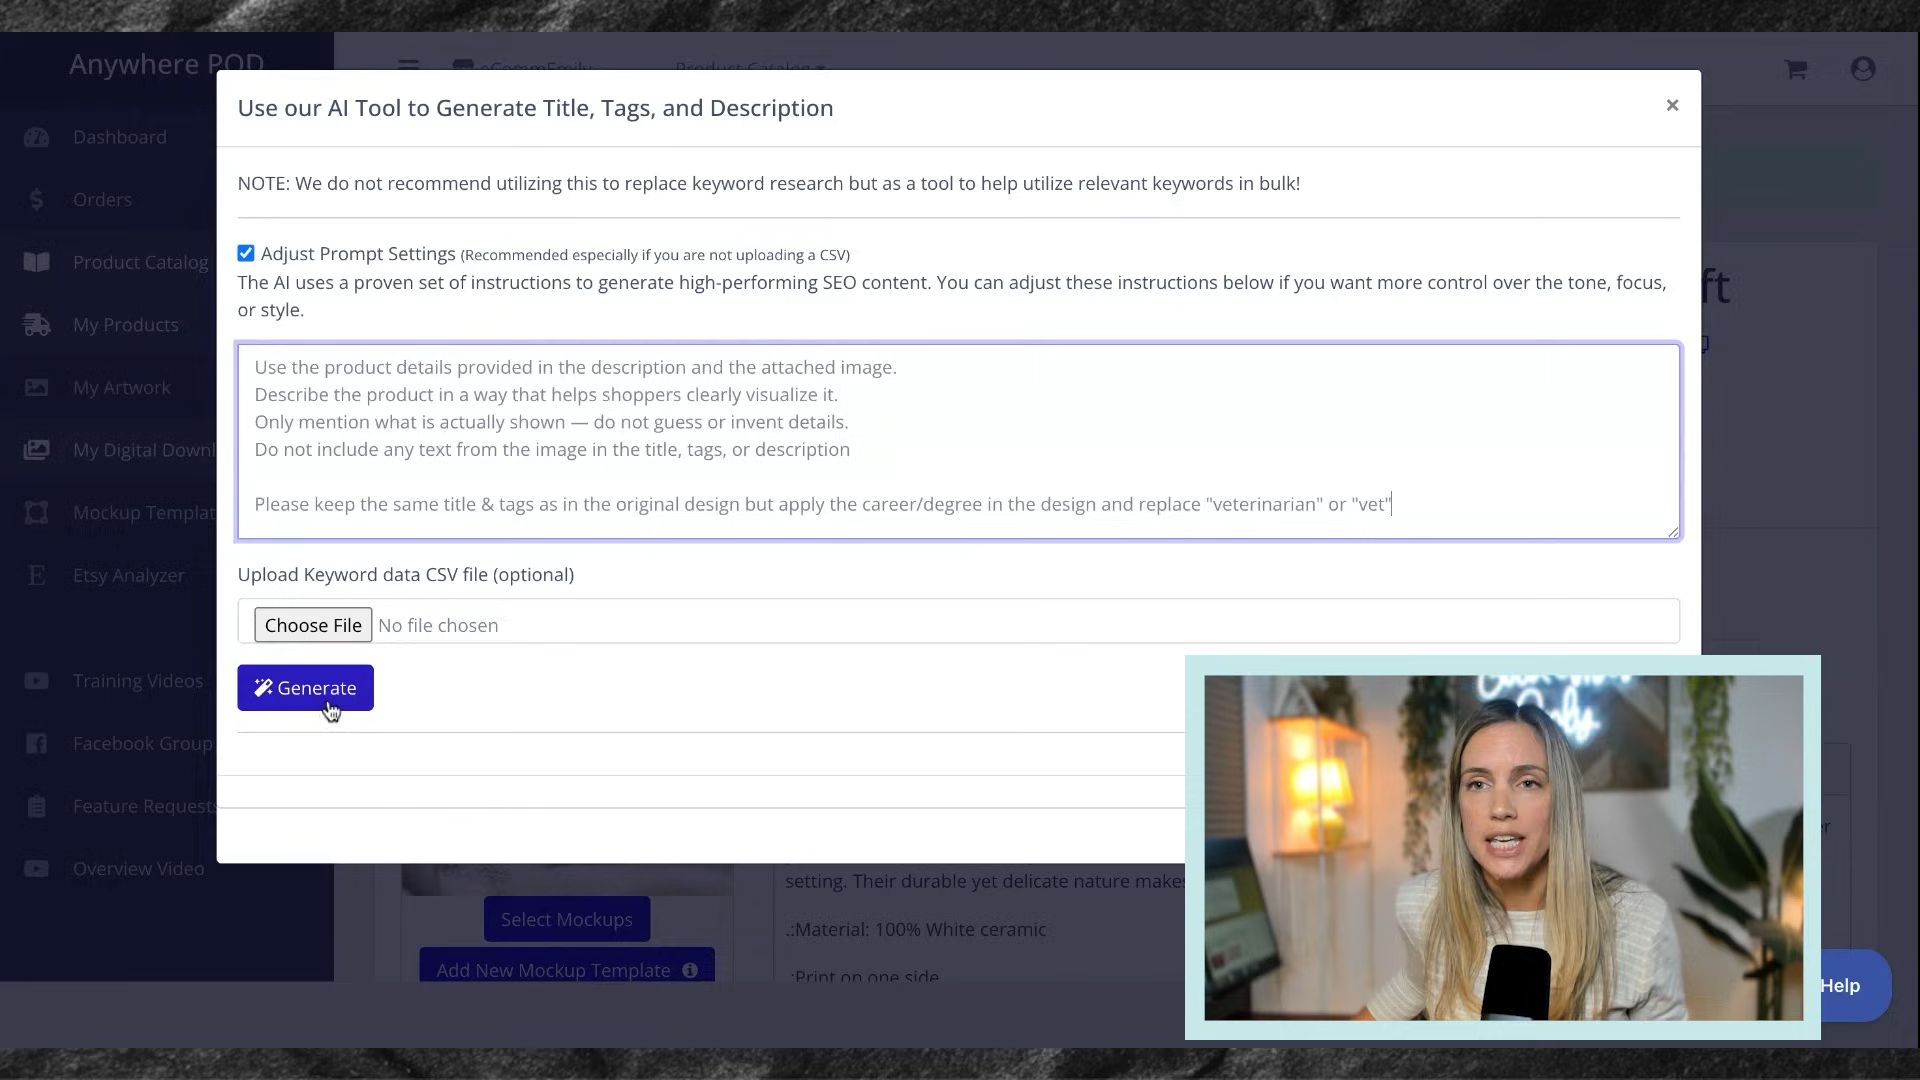 Anywhere POD
eCommEmily
Product Catalog
Use our AI Tool to Generate Title, Tags, and Description
×
Dashboard
NOTE: We do not recommend utilizing this to replace keyword research but as a tool to help utilize relevant keywords in bulk!
Orders
Adjust Prompt Settings (Recommended especially if you are not uploading a CSV)
Product Catalog
The AI uses a proven set of instructions to generate high-performing SEO content. You can adjust these instructions below if you want more control over the tone, focus,
or style.
My Products
Use the product details provided in the description and the attached image.
My Artwork
Describe the product in a way that helps shoppers clearly visualize it.
Only mention what is actually shown — do not guess or invent details.
My Digital Downl
Do not include any text from the image in the title, tags, or description
Mockup Templat
Please keep the same title & tags as in the original design but apply the career/degree in the design and replace "veterinarian" or "vet"
Etsy Analyzer
Upload Keyword data CSV file (optional)
Choose File No file chosen
Training Videos
Generate
Facebook Group
Feature Requests
Overview Video
setting. Their durable yet delicate nature makes
Select Mockups
.:Material: 100% White ceramic
Add New Mockup Template
.:Print on one side
Help